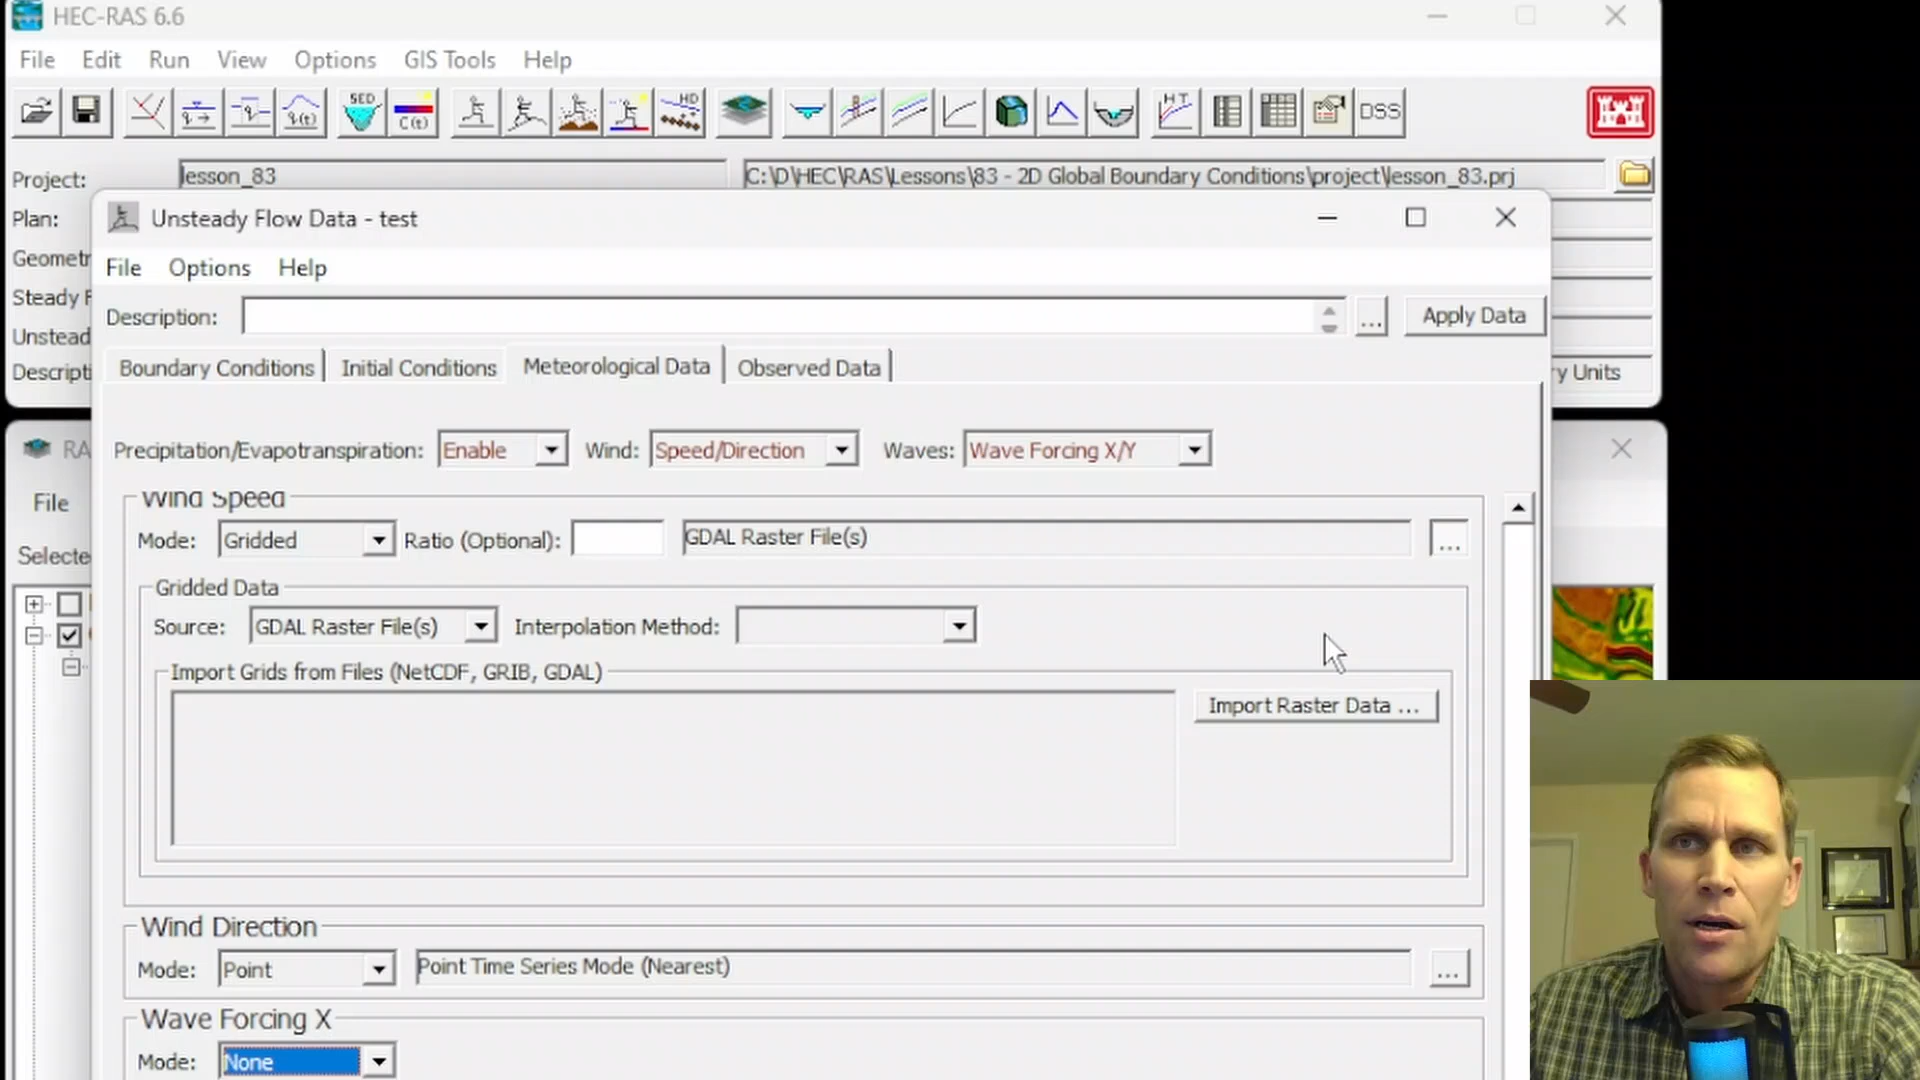 HEC-RAS 6.6
File Edit Run View Options GIS Tools Help
SED C(t) HD HT DSS
Project: lesson_83 C:\D\HEC\RAS\Lessons\83 - 2D Global Boundary Conditions\project\lesson_83.prj
Plan:
Geometr
Steady F
Unstead
Descripti
ry Units
Unsteady Flow Data - test
File Options Help
Description: ... Apply Data
Boundary Conditions Initial Conditions Meteorological Data Observed Data
Precipitation/Evapotranspiration: Enable Wind: Speed/Direction Waves: Wave Forcing X/Y
RA
File
Selecte
Wind Speed
Mode: Gridded Ratio (Optional): GDAL Raster File(s) ...
Gridded Data
Source: GDAL Raster File(s) Interpolation Method:
Import Grids from Files (NetCDF, GRIB, GDAL)
Import Raster Data ...
Wind Direction
Mode: Point Point Time Series Mode (Nearest) ...
Wave Forcing X
Mode: None